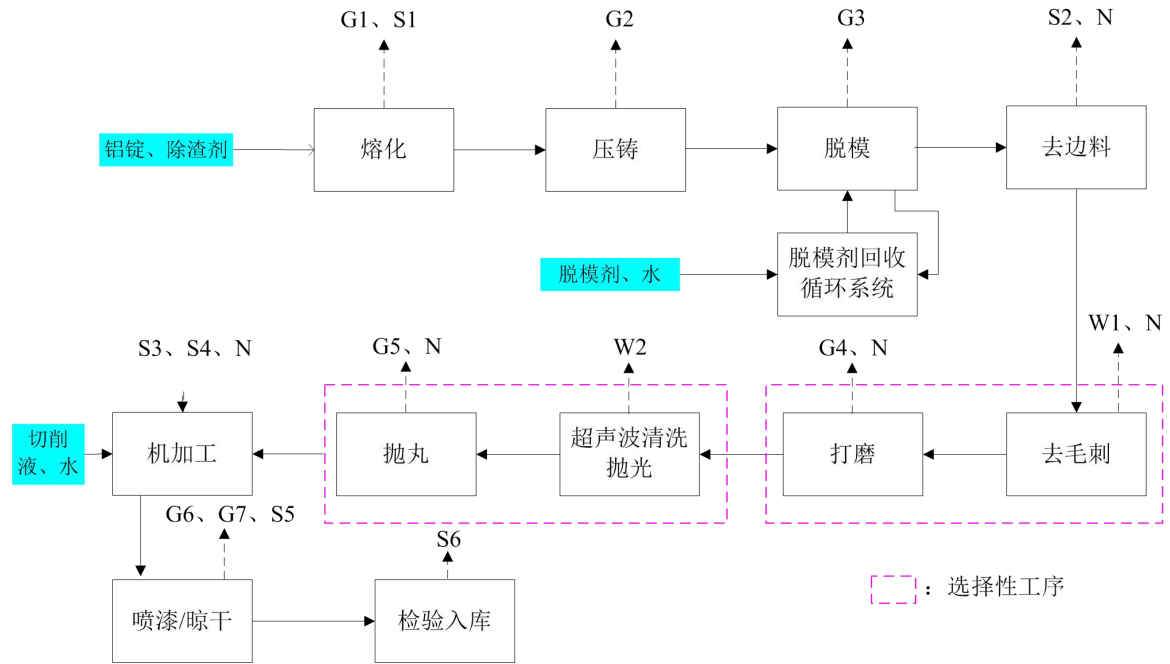 G1、S1
G2
G3
S2、N
铝锭、除渣剂
熔化
压铸
脱模
去边料
脱模剂、水
脱模剂回收
循环系统
W1、N
S3、S4、N
G5、N
W2
G4、N
切削
液、水
机加工
抛丸
超声波清洗
抛光
打磨
去毛刺
G6、G7、S5
S6
喷漆/晾干
检验入库
：选择性工序